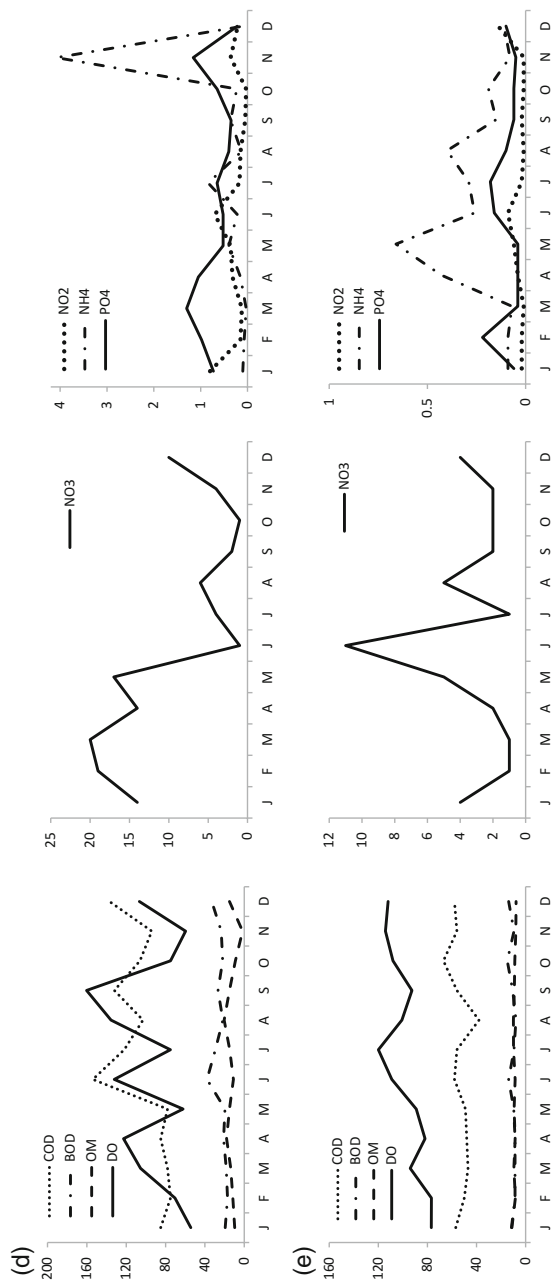 (d)
200
160
120
80
40
0
COD
BOD
OM
DO
J F M A M J J A S O N D
25
20
15
10
5
0
NO3
J F M A M J J A S O N D
4
3
2
1
0
NO2
NH4
PO4
J F M A M J J A S O N D
(e)
160
120
80
40
0
COD
BOD
OM
DO
J F M A M J J A S O N D
12
10
8
6
4
2
0
NO3
J F M A M J J A S O N D
1
0.5
0
NO2
NH4
PO4
J F M A M J J A S O N D